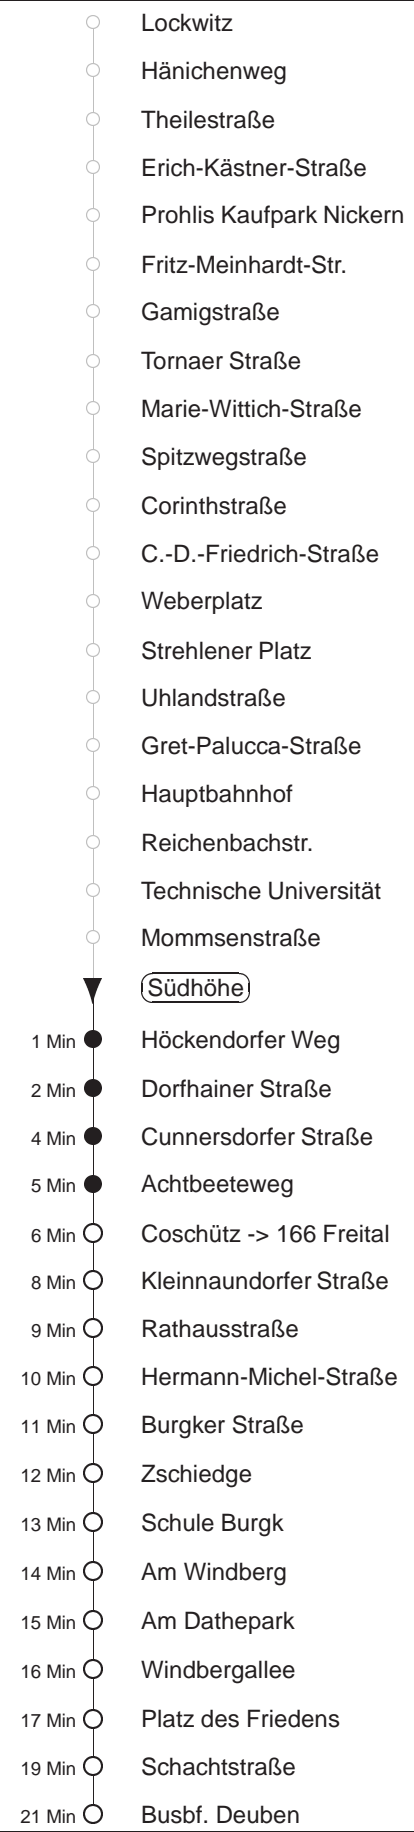 Lockwitz
Hänichenweg
Theilestraße
Erich-Kästner-Straße
Prohlis Kaufpark Nickern
Fritz-Meinhardt-Str.
Gamigstraße
Tornaer Straße
Marie-Wittich-Straße
Spitzwegstraße
Corinthstraße
C.-D.-Friedrich-Straße
Weberplatz
Strehlener Platz
Uhlandstraße
Gret-Palucca-Straße
Hauptbahnhof
Reichenbachstr.
Technische Universität
Mommsenstraße
Südhöhe
1 Min Höckendorfer Weg
2 Min Dorfhainer Straße
4 Min Cunnersdorfer Straße
5 Min Achtbeeteweg
6 Min Coschütz -> 166 Freital
8 Min Kleinnaundorfer Straße
9 Min Rathausstraße
10 Min Hermann-Michel-Straße
11 Min Burgker Straße
12 Min Zschiedge
13 Min Schule Burgk
14 Min Am Windberg
15 Min Am Dathepark
16 Min Windbergallee
17 Min Platz des Friedens
19 Min Schachtstraße
21 Min Busbf. Deuben